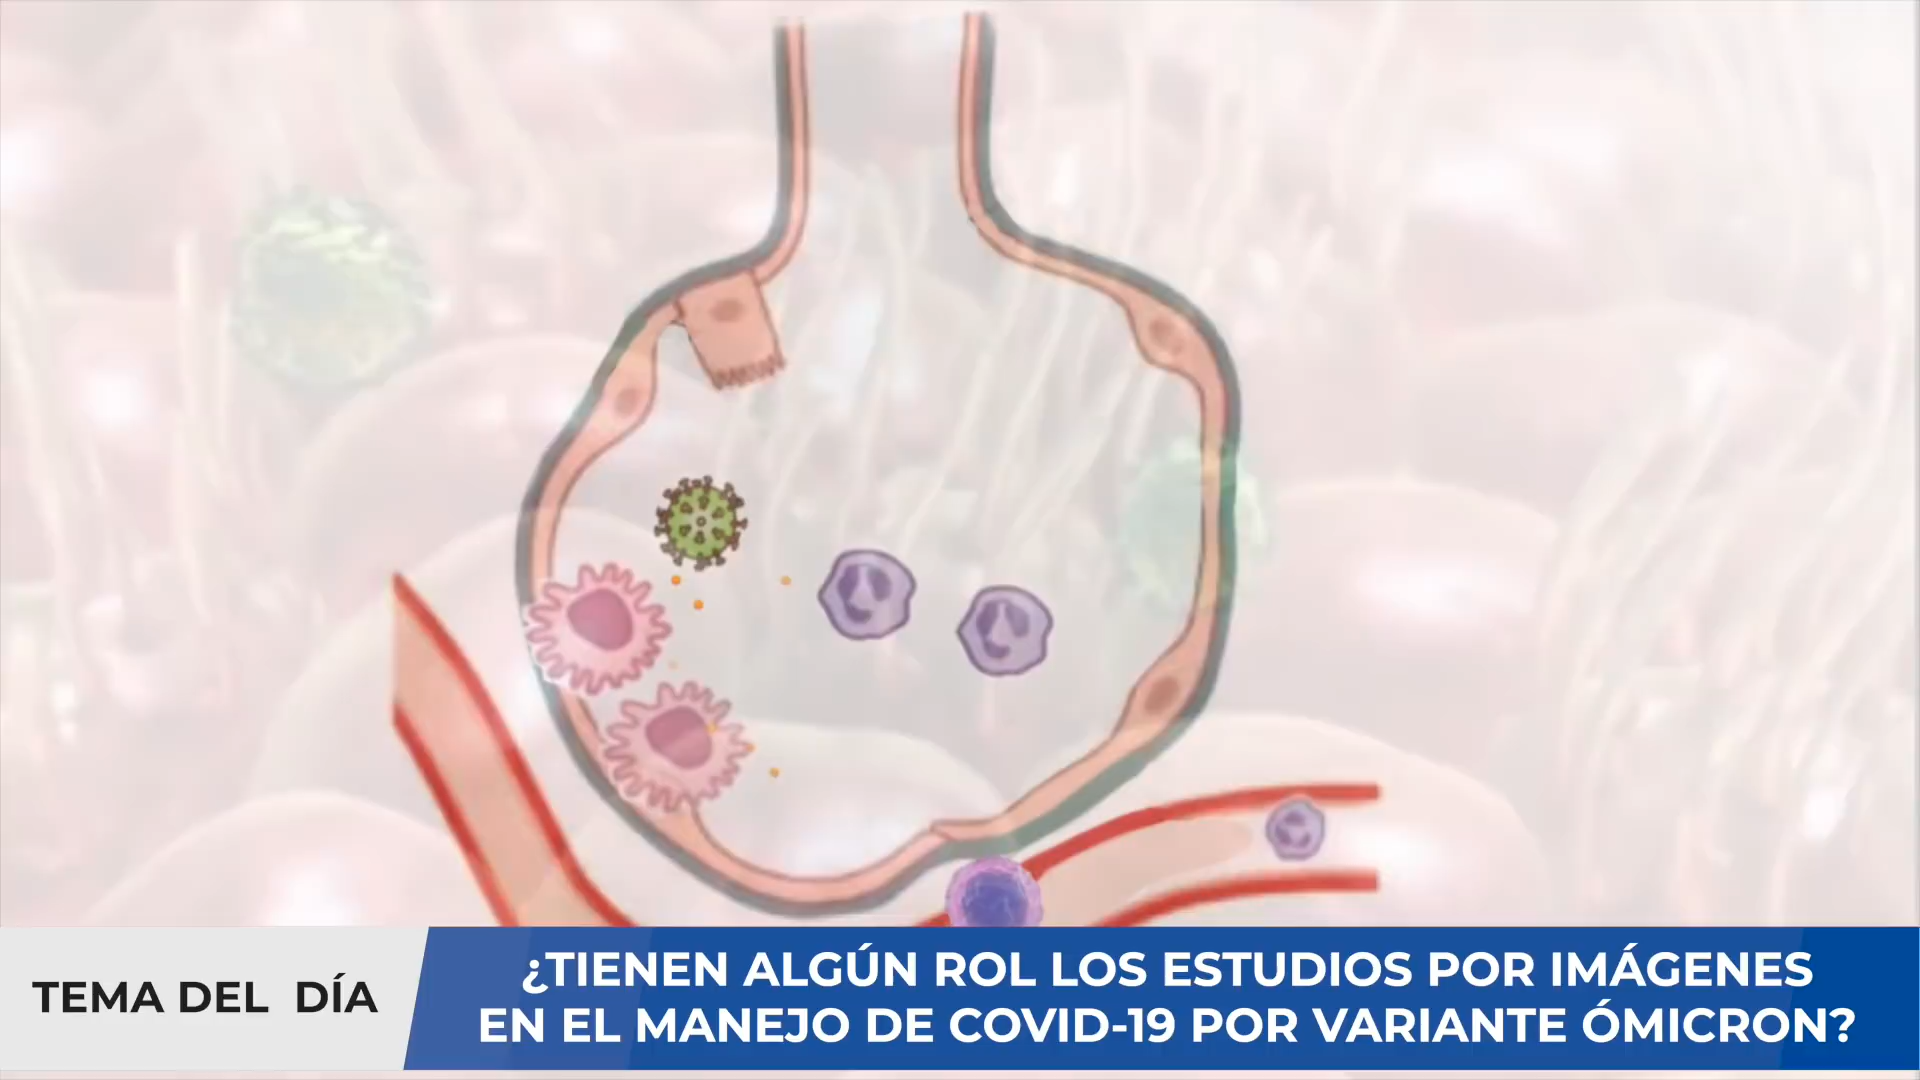 TEMA DEL DÍA
¿TIENEN ALGÚN ROL LOS ESTUDIOS POR IMÁGENES
EN EL MANEJO DE COVID-19 POR VARIANTE ÓMICRON?